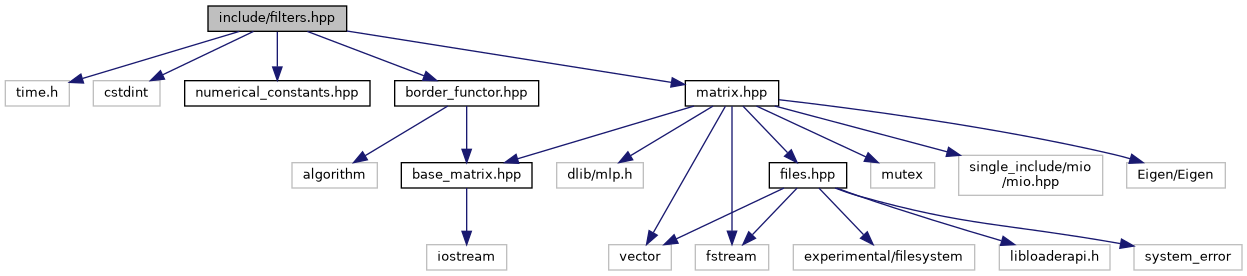 include/filters.hpp
time.h
cstdint
numerical_constants.hpp
border_functor.hpp
matrix.hpp
algorithm
base_matrix.hpp
dlib/mlp.h
files.hpp
mutex
single_include/mio
/mio.hpp
Eigen/Eigen
iostream
vector
fstream
experimental/filesystem
libloaderapi.h
system_error